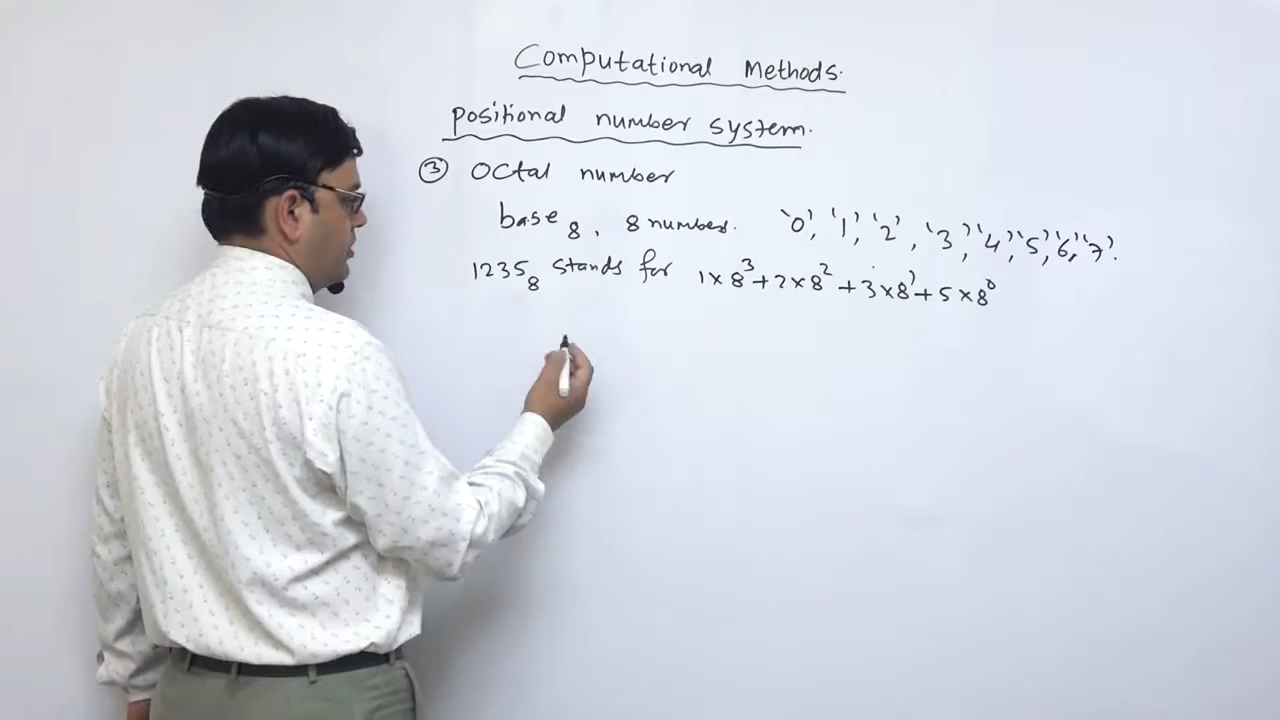 Computational Methods.
Positional number system.
③ Octal number
base 8, 8 numbers. '0', '1', '2', '3', '4', '5', '6', '7'.
1235₈ stands for 1×8³+2×8²+3×8¹+5×8⁰